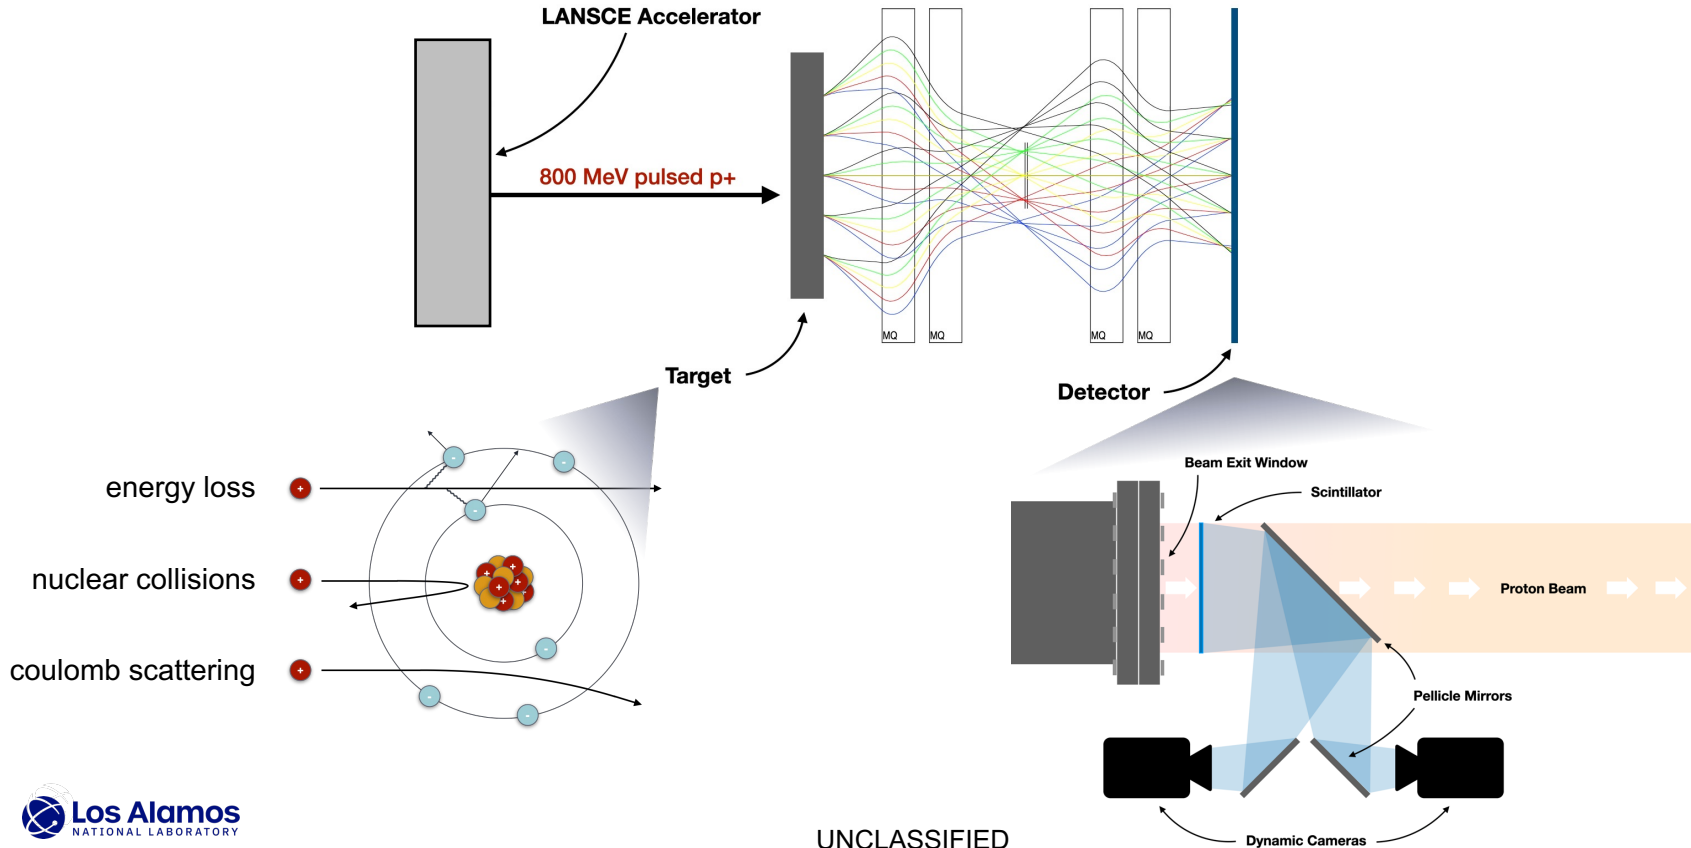 LANSCE Accelerator
800 MeV pulsed p+
MQ
MQ
MQ
MQ
Target
Detector
energy loss
nuclear collisions
coulomb scattering
+
+
+
-
-
-
-
-
-
+
+
+
+
+
+
Beam Exit Window
Scintillator
Proton Beam
Pellicle Mirrors
Dynamic Cameras
Los Alamos
NATIONAL LABORATORY
UNCLASSIFIED